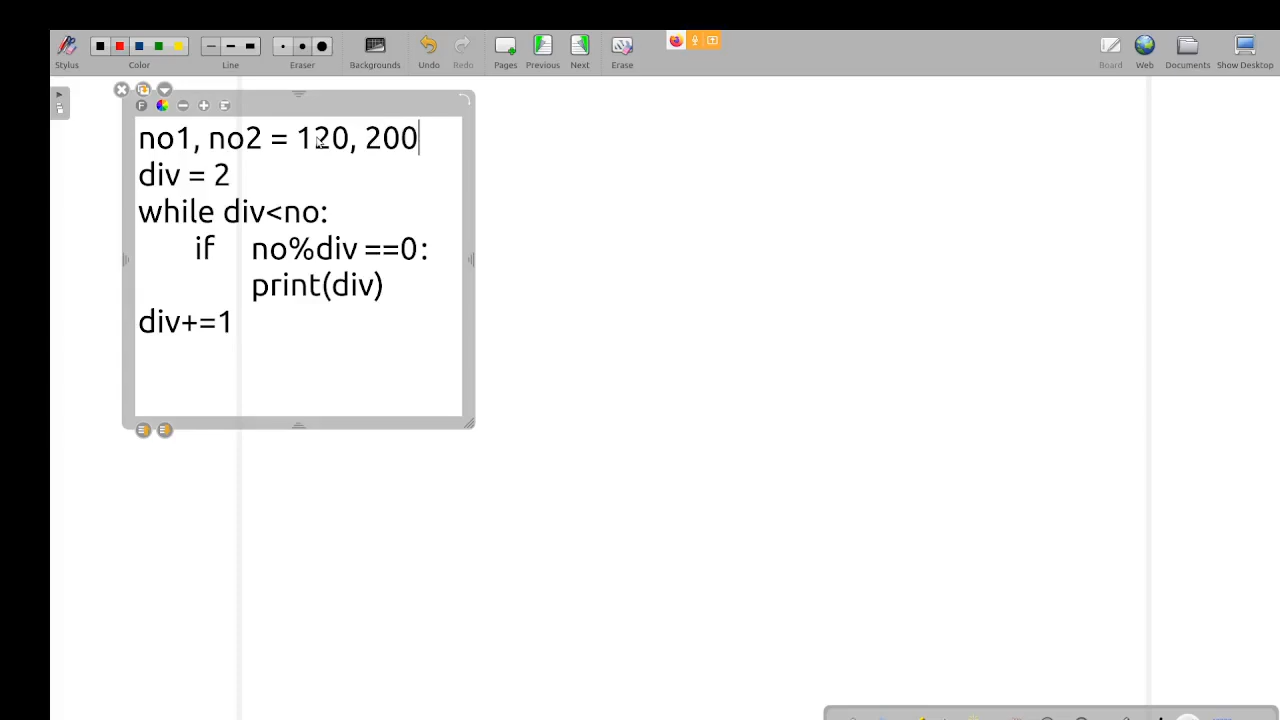 Stylus Color Line Eraser Backgrounds Undo Redo Pages Previous Next Erase Board Web Documents Show Desktop
no1, no2 = 120, 200
div = 2
while div<no:
if no%div ==0:
print(div)
div+=1